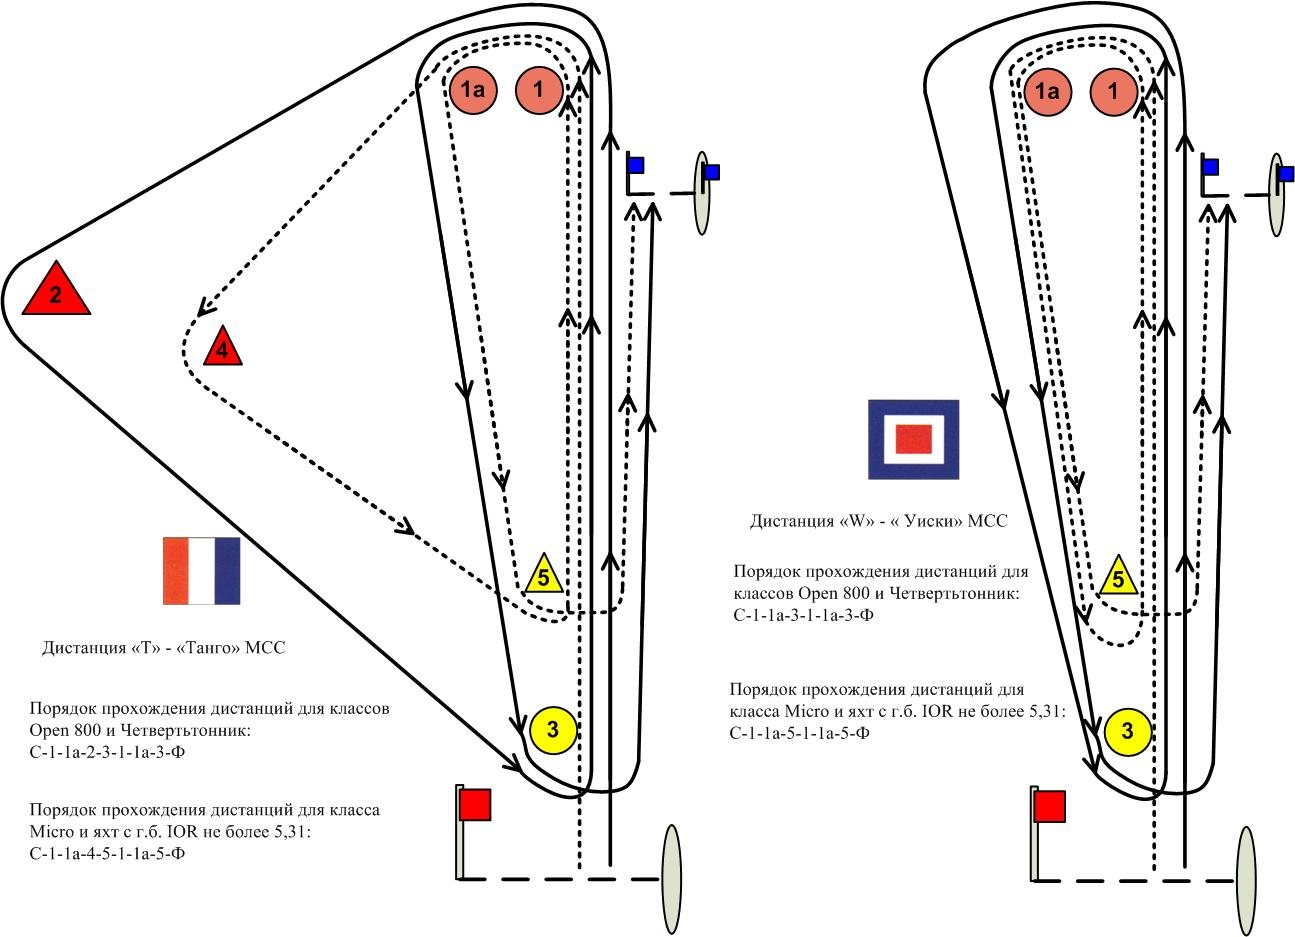 1a
1
2
4
5
3
Дистанция «Т» - «Танго» МСС
Порядок прохождения дистанций для классов
Open 800 и Четвертьтонник:
С-1-1а-2-3-1-1а-3-Ф
Порядок прохождения дистанций для класса
Micro и яхт с г.б. IOR не более 5,31:
С-1-1а-4-5-1-1а-5-Ф
1a
1
Дистанция «W» - « Уиски» МСС
5
Порядок прохождения дистанций для
классов Open 800 и Четвертьтонник:
С-1-1а-3-1-1а-3-Ф
Порядок прохождения дистанций для
класса Micro и яхт с г.б. IOR не более 5,31:
С-1-1а-5-1-1а-5-Ф
3